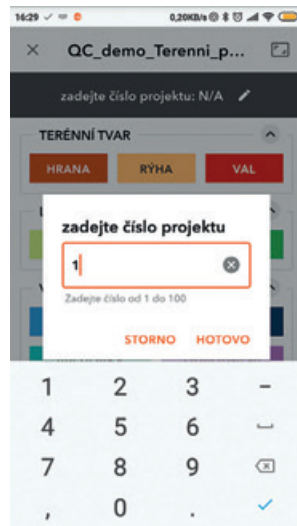 16:29 0,20KB/s
QC_demo_Terenni_p...
zadejte číslo projektu: N/A
TERÉNNÍ TVAR
HRANA RÝHA VAL
zadejte číslo projektu
1
Zadejte číslo od 1 do 100
STORNO HOTOVO
1 2 3 -
4 5 6
7 8 9
, 0 .